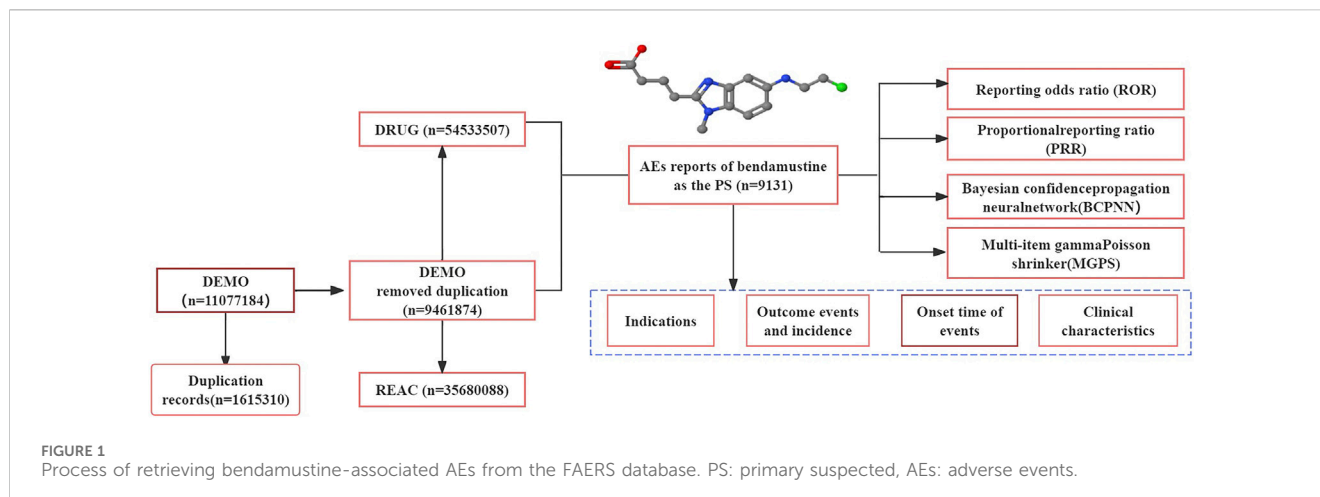 DRUG (n=54533507)
AEs reports of bendamustine
as the PS (n=9131)
Reporting odds ratio (ROR)
Proportionalreporting ratio
(PRR)
Bayesian confidencepropagation
neuralnetwork(BCPNN)
Multi-item gammaPoisson
shrinker(MGPS)
DEMO
(n=11077184)
DEMO
removed duplication
(n=9461874)
Duplication
records(n=1615310)
REAC (n=35680088)
Indications
Outcome events
and incidence
Onset time of
events
Clinical
characteristics
FIGURE 1
Process of retrieving bendamustine-associated AEs from the FAERS database. PS: primary suspected, AEs: adverse events.